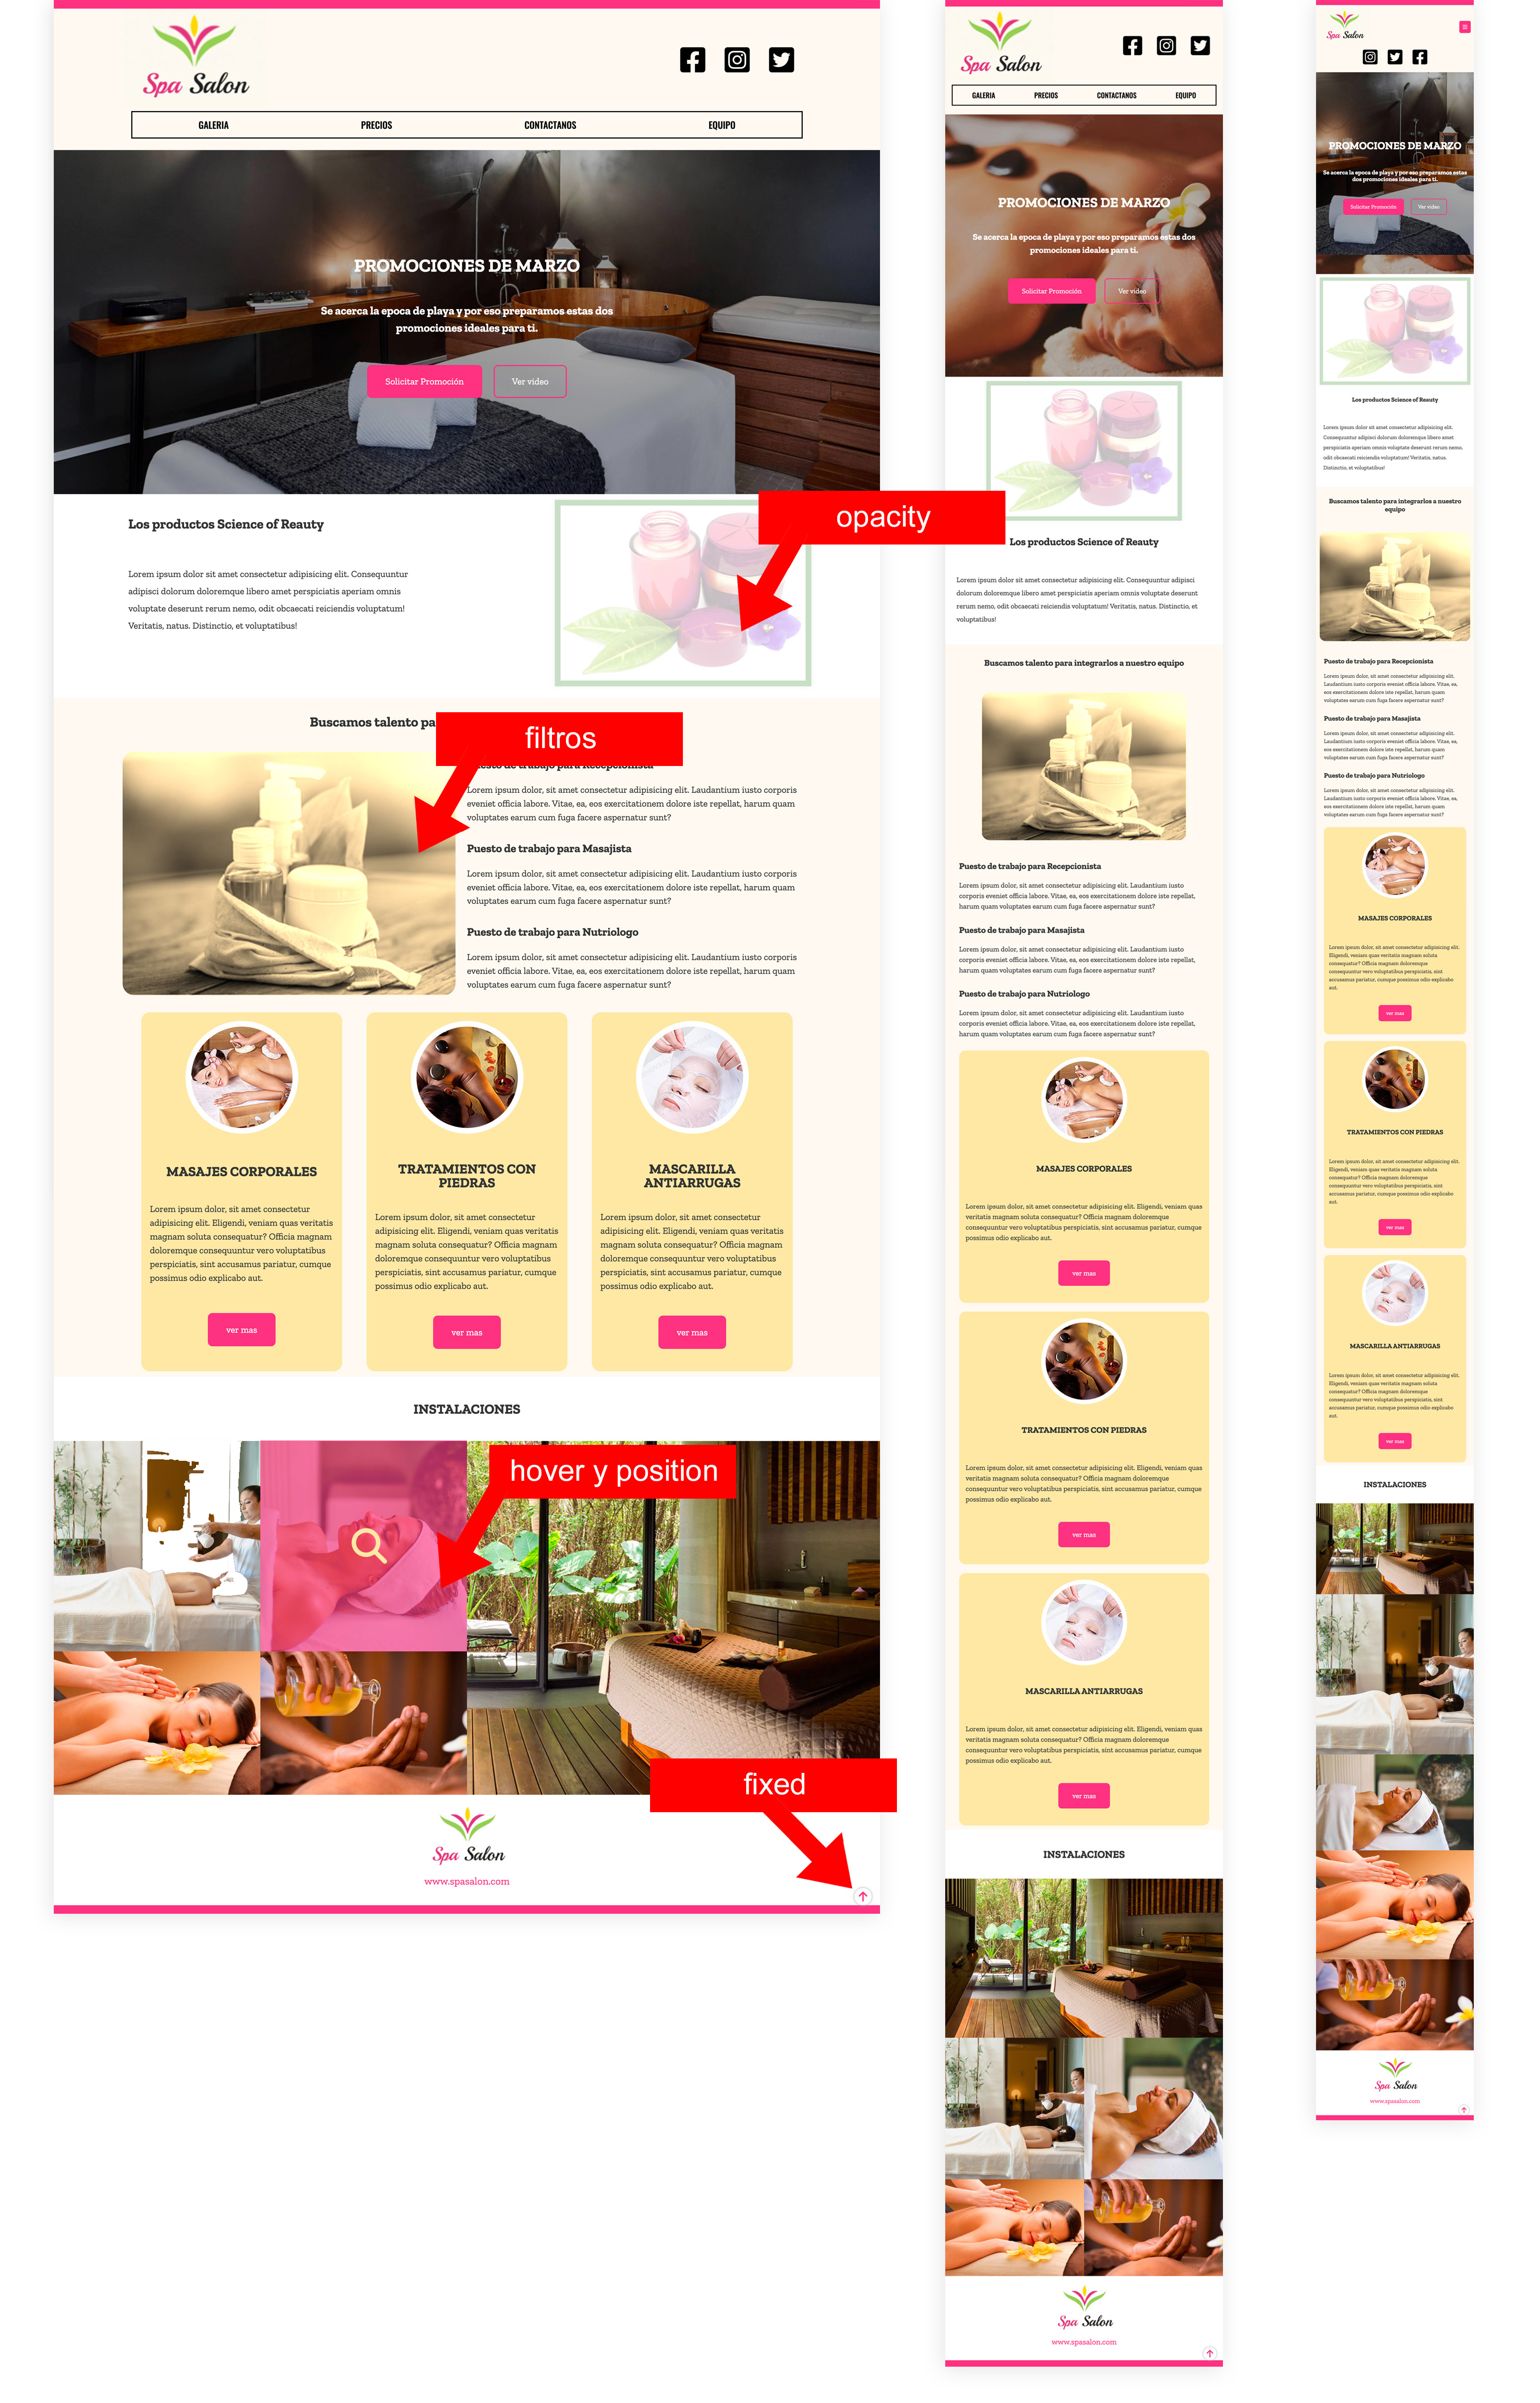 Spa Salon
GALERIA PRECIOS CONTACTANOS EQUIPO
PROMOCIONES DE MARZO
Se acerca la epoca de playa y por eso preparamos estas dos
promociones ideales para ti.
Solicitar Promoción Ver video
Los productos Science of Reauty
Lorem ipsum dolor sit amet consectetur adipisicing elit. Consequuntur
adipisci dolorum doloremque libero amet perspiciatis aperiam omnis
voluptate deserunt rerum nemo, odit obcaecati reiciendis voluptatum!
Veritatis, natus. Distinctio, et voluptatibus!
opacity
Buscamos talento pa
filtros
Puesto de trabajo para Recepcionista
Lorem ipsum dolor, sit amet consectetur adipisicing elit. Laudantium iusto corporis
eveniet officia labore. Vitae, ea, eos exercitationem dolore iste repellat, harum quam
voluptates earum cum fuga facere aspernatur sunt?
Puesto de trabajo para Masajista
Lorem ipsum dolor, sit amet consectetur adipisicing elit. Laudantium iusto corporis
eveniet officia labore. Vitae, ea, eos exercitationem dolore iste repellat, harum quam
voluptates earum cum fuga facere aspernatur sunt?
Puesto de trabajo para Nutriologo
Lorem ipsum dolor, sit amet consectetur adipisicing elit. Laudantium iusto corporis
eveniet officia labore. Vitae, ea, eos exercitationem dolore iste repellat, harum quam
voluptates earum cum fuga facere aspernatur sunt?
MASAJES CORPORALES
Lorem ipsum dolor, sit amet consectetur
adipisicing elit. Eligendi, veniam quas veritatis
magnam soluta consequatur? Officia magnam
doloremque consequuntur vero voluptatibus
perspiciatis, sint accusamus pariatur, cumque
possimus odio explicabo aut.
ver mas
TRATAMIENTOS CON
PIEDRAS
Lorem ipsum dolor, sit amet consectetur
adipisicing elit. Eligendi, veniam quas veritatis
magnam soluta consequatur? Officia magnam
doloremque consequuntur vero voluptatibus
perspiciatis, sint accusamus pariatur, cumque
possimus odio explicabo aut.
ver mas
MASCARILLA
ANTIARRUGAS
Lorem ipsum dolor, sit amet consectetur
adipisicing elit. Eligendi, veniam quas veritatis
magnam soluta consequatur? Officia magnam
doloremque consequuntur vero voluptatibus
perspiciatis, sint accusamus pariatur, cumque
possimus odio explicabo aut.
ver mas
INSTALACIONES
hover y position
fixed
Spa Salon
www.spasalon.com
Spa Salon
GALERIA PRECIOS CONTACTANOS EQUIPO
PROMOCIONES DE MARZO
Se acerca la epoca de playa y por eso preparamos estas dos
promociones ideales para ti.
Solicitar Promoción Ver video
Los productos Science of Reauty
Lorem ipsum dolor sit amet consectetur adipisicing elit. Consequuntur adipisci
dolorum doloremque libero amet perspiciatis aperiam omnis voluptate deserunt
rerum nemo, odit obcaecati reiciendis voluptatum! Veritatis, natus. Distinctio, et
voluptatibus!
Buscamos talento para integrarlos a nuestro equipo
Puesto de trabajo para Recepcionista
Lorem ipsum dolor, sit amet consectetur adipisicing elit. Laudantium iusto
corporis eveniet officia labore. Vitae, ea, eos exercitationem dolore iste repellat,
harum quam voluptates earum cum fuga facere aspernatur sunt?
Puesto de trabajo para Masajista
Lorem ipsum dolor, sit amet consectetur adipisicing elit. Laudantium iusto
corporis eveniet officia labore. Vitae, ea, eos exercitationem dolore iste repellat,
harum quam voluptates earum cum fuga facere aspernatur sunt?
Puesto de trabajo para Nutriologo
Lorem ipsum dolor, sit amet consectetur adipisicing elit. Laudantium iusto
corporis eveniet officia labore. Vitae, ea, eos exercitationem dolore iste repellat,
harum quam voluptates earum cum fuga facere aspernatur sunt?
MASAJES CORPORALES
Lorem ipsum dolor, sit amet consectetur adipisicing elit. Eligendi, veniam quas
veritatis magnam soluta consequatur? Officia magnam doloremque
consequuntur vero voluptatibus perspiciatis, sint accusamus pariatur, cumque
possimus odio explicabo aut.
ver mas
TRATAMIENTOS CON PIEDRAS
Lorem ipsum dolor, sit amet consectetur adipisicing elit. Eligendi, veniam quas
veritatis magnam soluta consequatur? Officia magnam doloremque
consequuntur vero voluptatibus perspiciatis, sint accusamus pariatur, cumque
possimus odio explicabo aut.
ver mas
MASCARILLA ANTIARRUGAS
Lorem ipsum dolor, sit amet consectetur adipisicing elit. Eligendi, veniam quas
veritatis magnam soluta consequatur? Officia magnam doloremque
consequuntur vero voluptatibus perspiciatis, sint accusamus pariatur, cumque
possimus odio explicabo aut.
ver mas
INSTALACIONES
Spa Salon
www.spasalon.com
Spa Salon
PROMOCIONES DE MARZO
Se acerca la epoca de playa y por eso preparamos estas
dos promociones ideales para ti.
Solicitar Promoción Ver video
Los productos Science of Reauty
Lorem ipsum dolor sit amet consectetur adipisicing elit.
Consequuntur adipisci dolorum doloremque libero amet
perspiciatis aperiam omnis voluptate deserunt rerum nemo,
odit obcaecati reiciendis voluptatum! Veritatis, natus.
Distinctio, et voluptatibus!
Buscamos talento para integrarlos a nuestro
equipo
Puesto de trabajo para Recepcionista
Lorem ipsum dolor, sit amet consectetur adipisicing elit.
Laudantium iusto corporis eveniet officia labore. Vitae, ea,
eos exercitationem dolore iste repellat, harum quam
voluptates earum cum fuga facere aspernatur sunt?
Puesto de trabajo para Masajista
Lorem ipsum dolor, sit amet consectetur adipisicing elit.
Laudantium iusto corporis eveniet officia labore. Vitae, ea,
eos exercitationem dolore iste repellat, harum quam
voluptates earum cum fuga facere aspernatur sunt?
Puesto de trabajo para Nutriologo
Lorem ipsum dolor, sit amet consectetur adipisicing elit.
Laudantium iusto corporis eveniet officia labore. Vitae, ea,
eos exercitationem dolore iste repellat, harum quam
voluptates earum cum fuga facere aspernatur sunt?
MASAJES CORPORALES
Lorem ipsum dolor, sit amet consectetur adipisicing elit.
Eligendi, veniam quas veritatis magnam soluta
consequatur? Officia magnam doloremque
consequuntur vero voluptatibus perspiciatis, sint
accusamus pariatur, cumque possimus odio explicabo
aut.
ver mas
TRATAMIENTOS CON PIEDRAS
Lorem ipsum dolor, sit amet consectetur adipisicing elit.
Eligendi, veniam quas veritatis magnam soluta
consequatur? Officia magnam doloremque
consequuntur vero voluptatibus perspiciatis, sint
accusamus pariatur, cumque possimus odio explicabo
aut.
ver mas
MASCARILLA ANTIARRUGAS
Lorem ipsum dolor, sit amet consectetur adipisicing elit.
Eligendi, veniam quas veritatis magnam soluta
consequatur? Officia magnam doloremque
consequuntur vero voluptatibus perspiciatis, sint
accusamus pariatur, cumque possimus odio explicabo
aut.
ver mas
INSTALACIONES
Spa Salon
www.spasalon.com